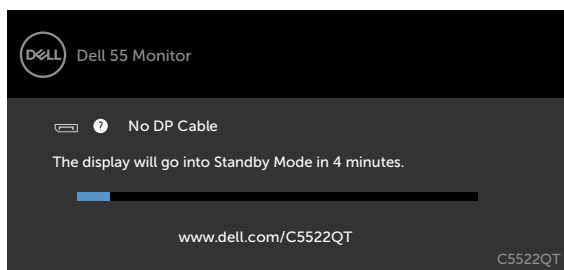 DELL Dell 55 Monitor
? No DP Cable
The display will go into Standby Mode in 4 minutes.
www.dell.com/C5522QT
C5522QT